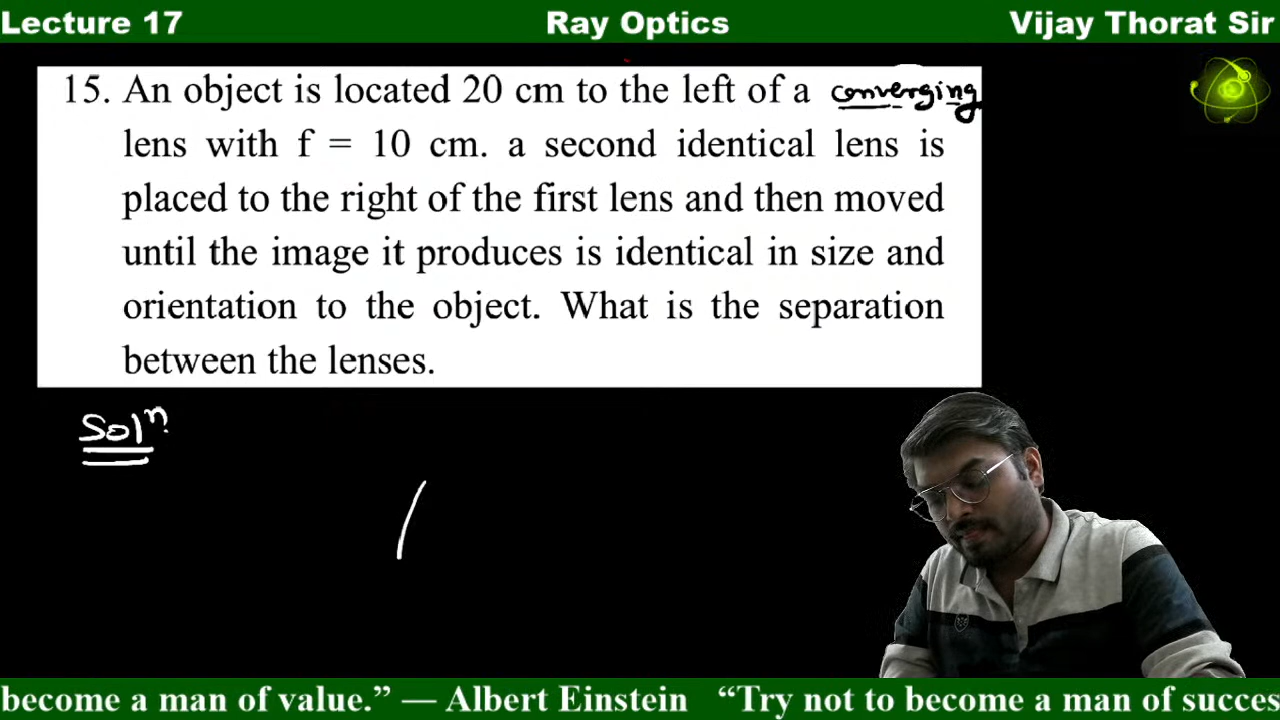 Lecture 17 Ray Optics Vijay Thorat Sir
15. An object is located 20 cm to the left of a converging
lens with f = 10 cm. a second identical lens is
placed to the right of the first lens and then moved
until the image it produces is identical in size and
orientation to the object. What is the separation
between the lenses.
Solⁿ:
become a man of value.” — Albert Einstein “Try not to become a man of succes